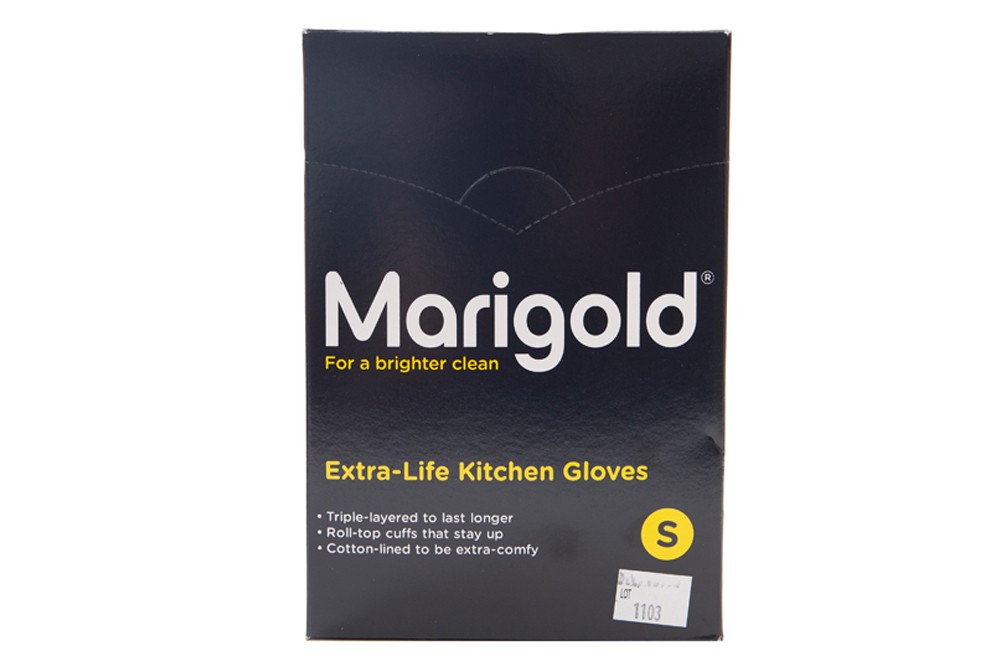 Marigold®
For a brighter clean
Extra-Life Kitchen Gloves
• Triple-layered to last longer
• Roll-top cuffs that stay up
• Cotton-lined to be extra-comfy
S
LOT
1103